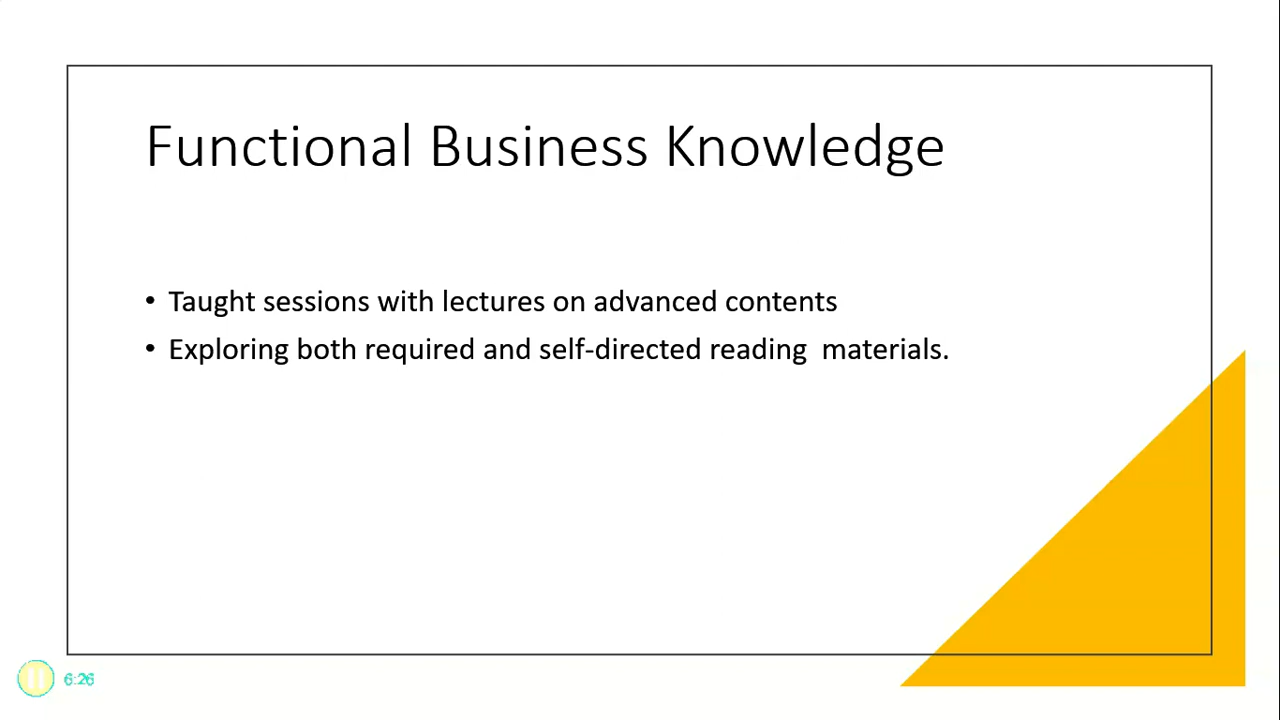 Functional Business Knowledge
• Taught sessions with lectures on advanced contents
• Exploring both required and self-directed reading  materials.
6:26